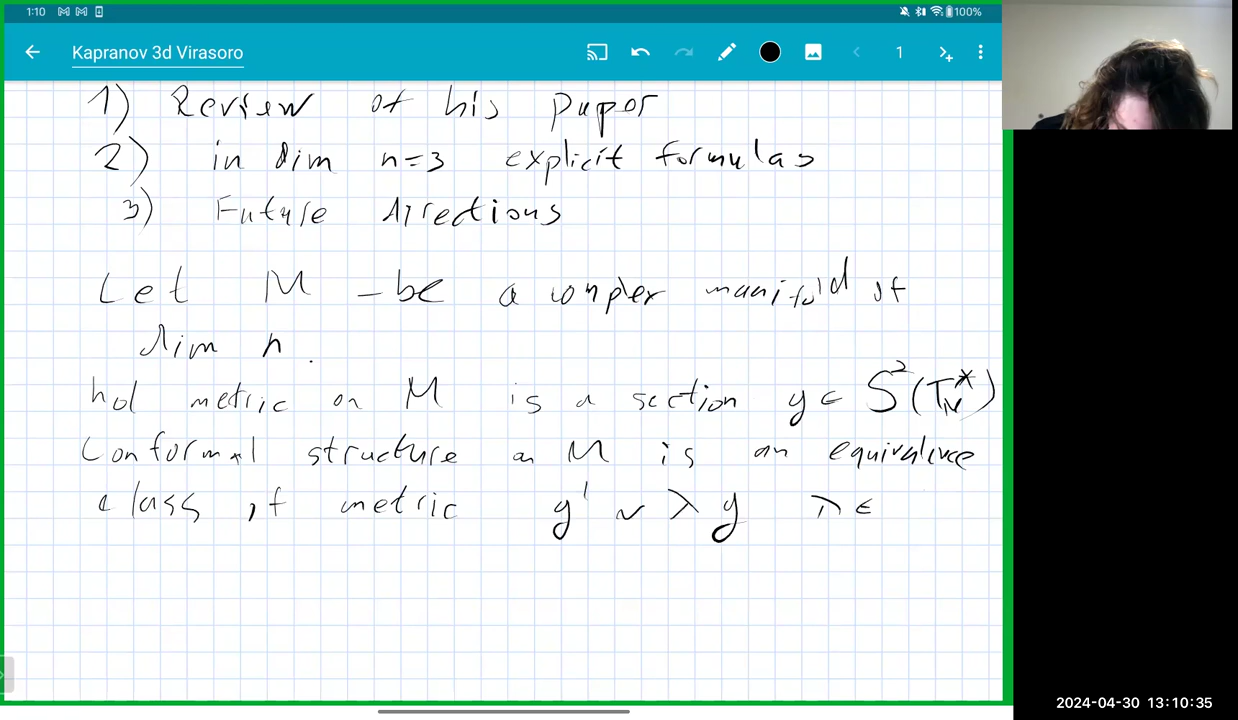 1:10 100%
Kapranov 3d Virasoro 1
1) Review of his paper
2) in dim n=3 explicit formulas
3) Future directions
Let M - be a complex manifold of
dim n.
hol metric on M is a section g ∈ S²(T*_M)
Conformal structure on M is an equivalence
class of metric g' ~ λg λ ∈
2024-04-30 13:10:35